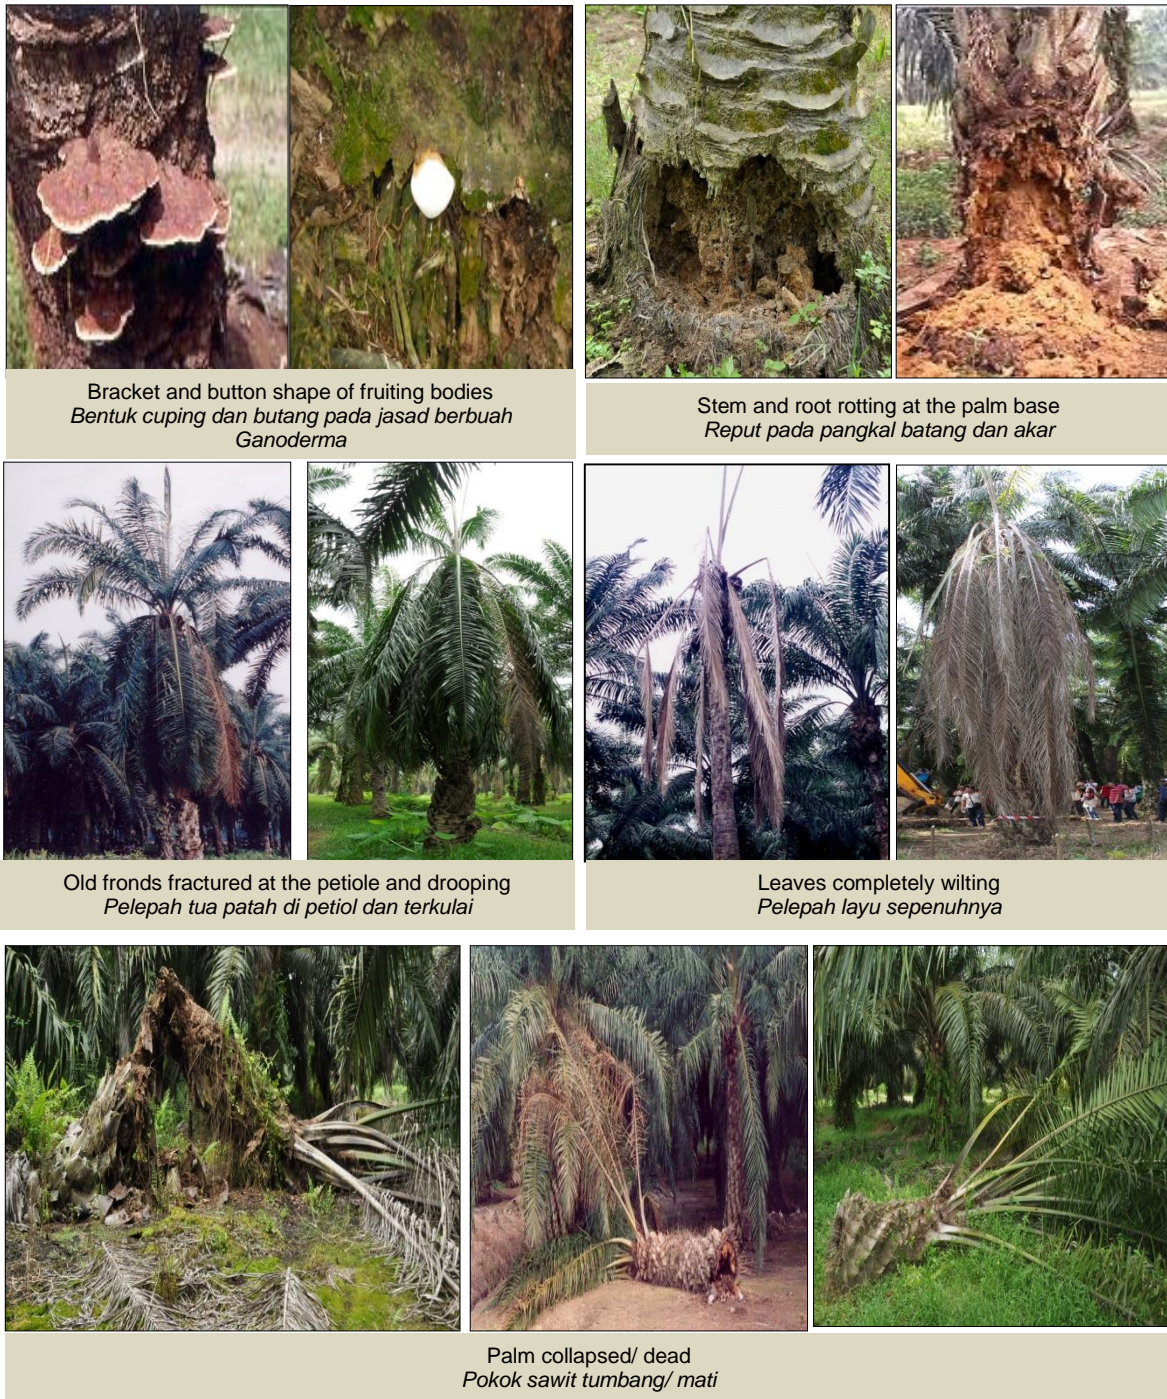 Bracket and button shape of fruiting bodies
Bentuk cuping dan butang pada jasad berbuah
Ganoderma
Stem and root rotting at the palm base
Reput pada pangkal batang dan akar
Old fronds fractured at the petiole and drooping
Pelepah tua patah di petiol dan terkulai
Leaves completely wilting
Pelepah layu sepenuhnya
Palm collapsed/ dead
Pokok sawit tumbang/ mati